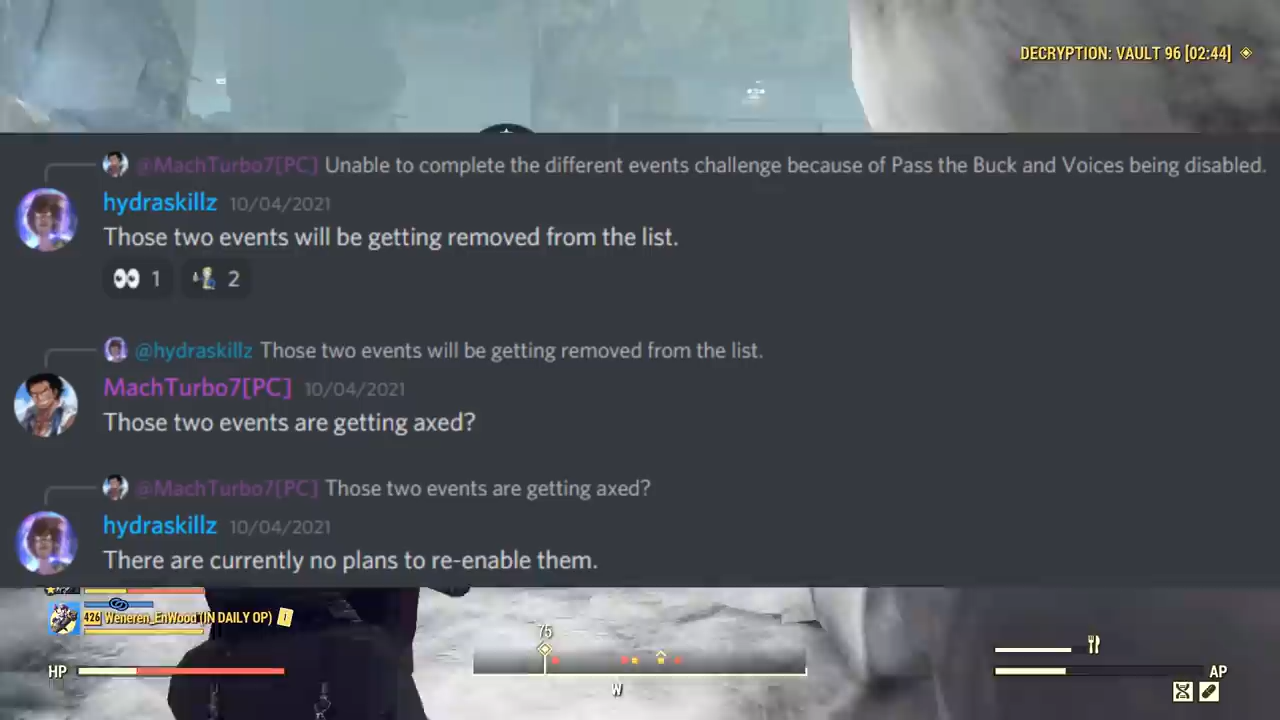 DECRYPTION: VAULT 96 [02:44]
@MachTurbo7[PC] Unable to complete the different events challenge because of Pass the Buck and Voices being disabled.
hydraskillz 10/04/2021
Those two events will be getting removed from the list.
1 2
@hydraskillz Those two events will be getting removed from the list.
MachTurbo7[PC] 10/04/2021
Those two events are getting axed?
@MachTurbo7[PC] Those two events are getting axed?
hydraskillz 10/04/2021
There are currently no plans to re-enable them.
426 Weneren_EnWood (IN DAILY OP)
75
HP
AP
W